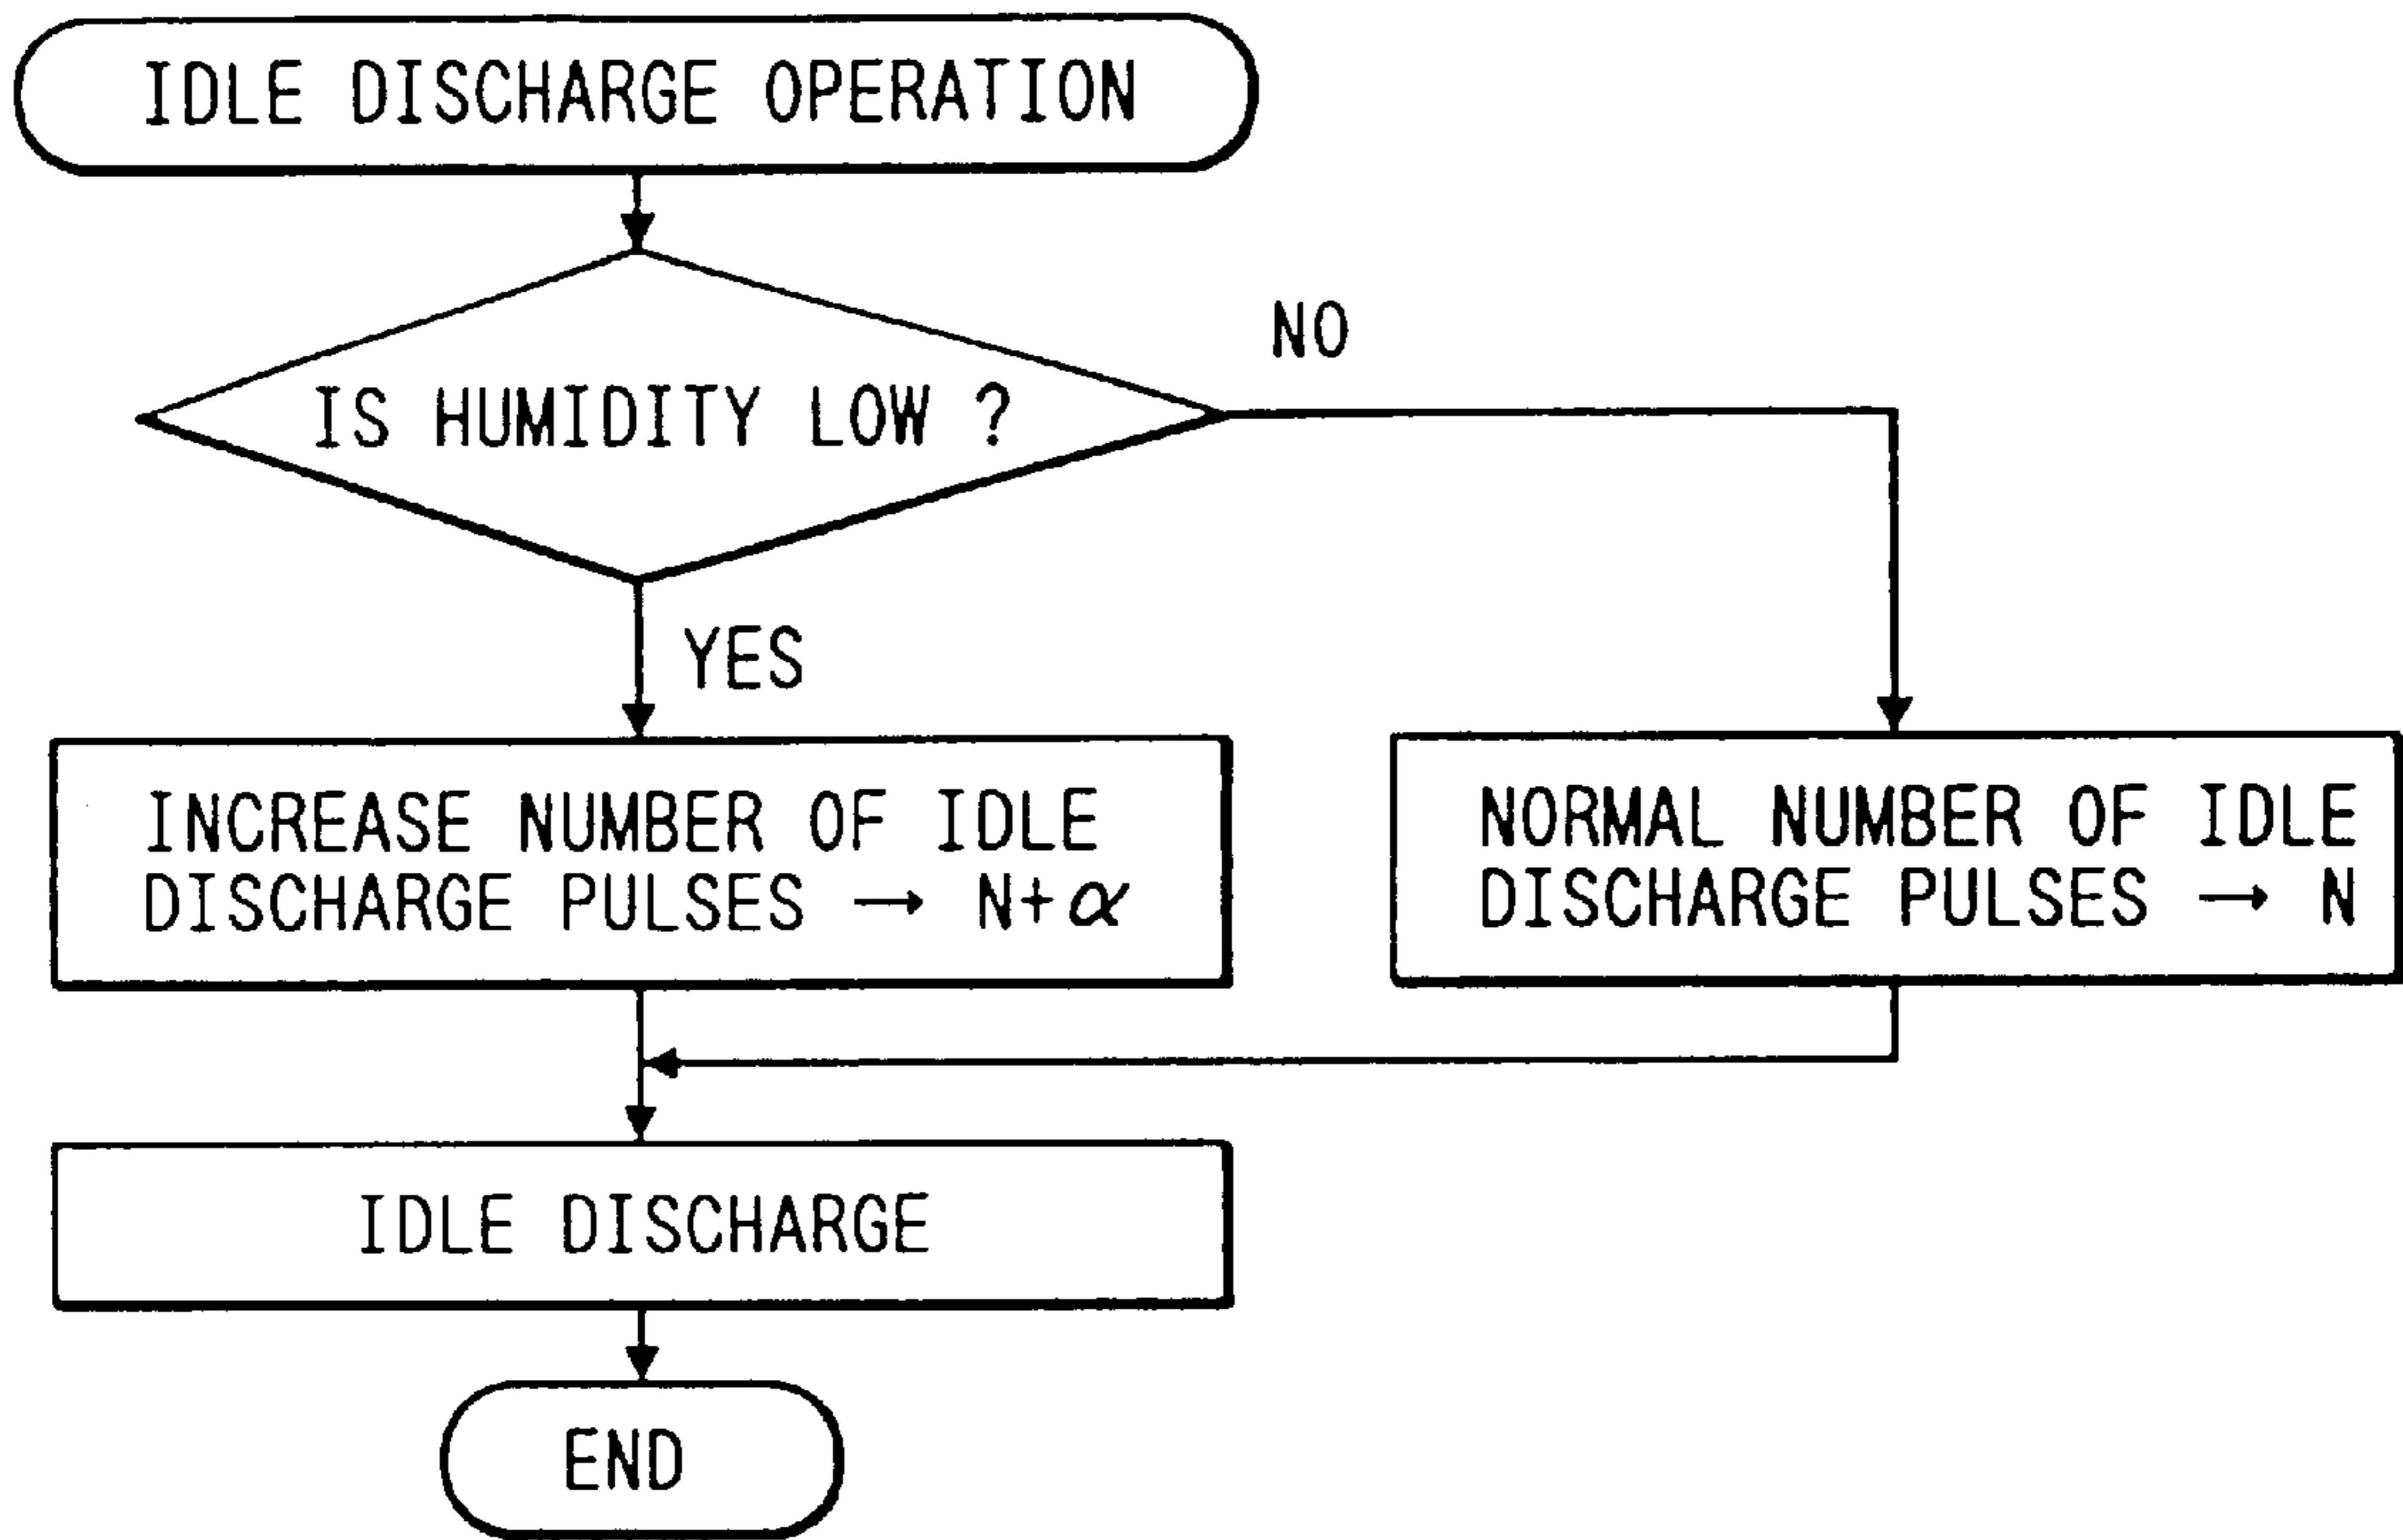 IDLE DISCHARGE OPERATION
NO
IS HUMIDITY LOW ?
YES
INCREASE NUMBER OF IDLE
DISCHARGE PULSES → N+α
NORMAL NUMBER OF IDLE
DISCHARGE PULSES → N
IDLE DISCHARGE
END